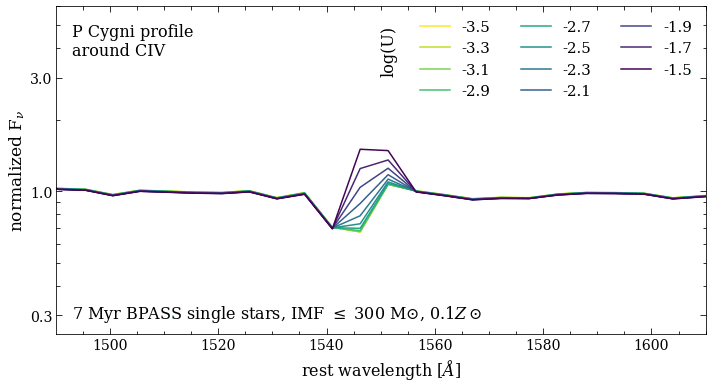 P Cygni profile
around CIV
log(U)
-3.5 -2.7 -1.9
-3.3 -2.5 -1.7
-3.1 -2.3 -1.5
-2.9 -2.1
normalized Fν
3.0
1.0
0.3
7 Myr BPASS single stars, IMF ≤ 300 M⊙, 0.1Z⊙
1500 1520 1540 1560 1580 1600
rest wavelength [Å]